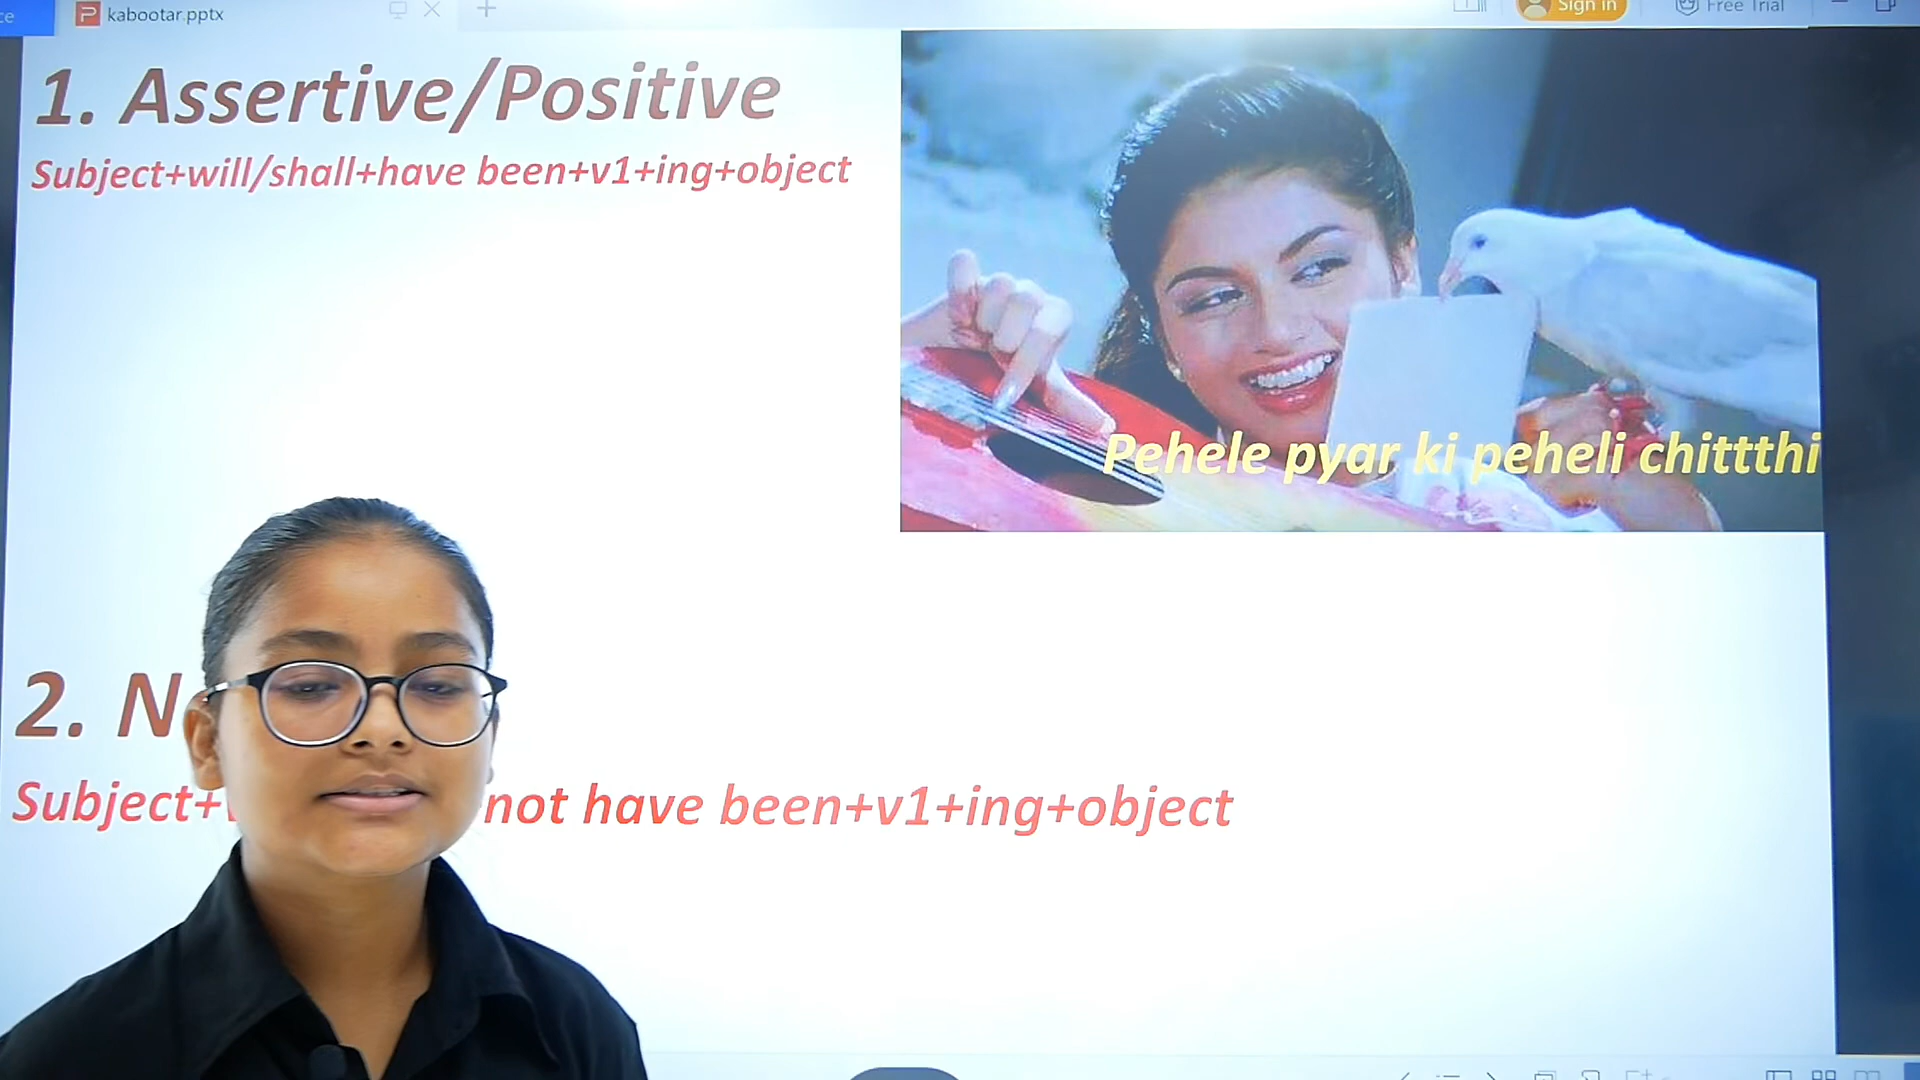 kabootar.pptx
Sign in
Free Trial
1. Assertive/Positive
Subject+will/shall+have been+v1+ing+object
Pehele pyar ki peheli chittthi
2. N
Subject+ not have been+v1+ing+object